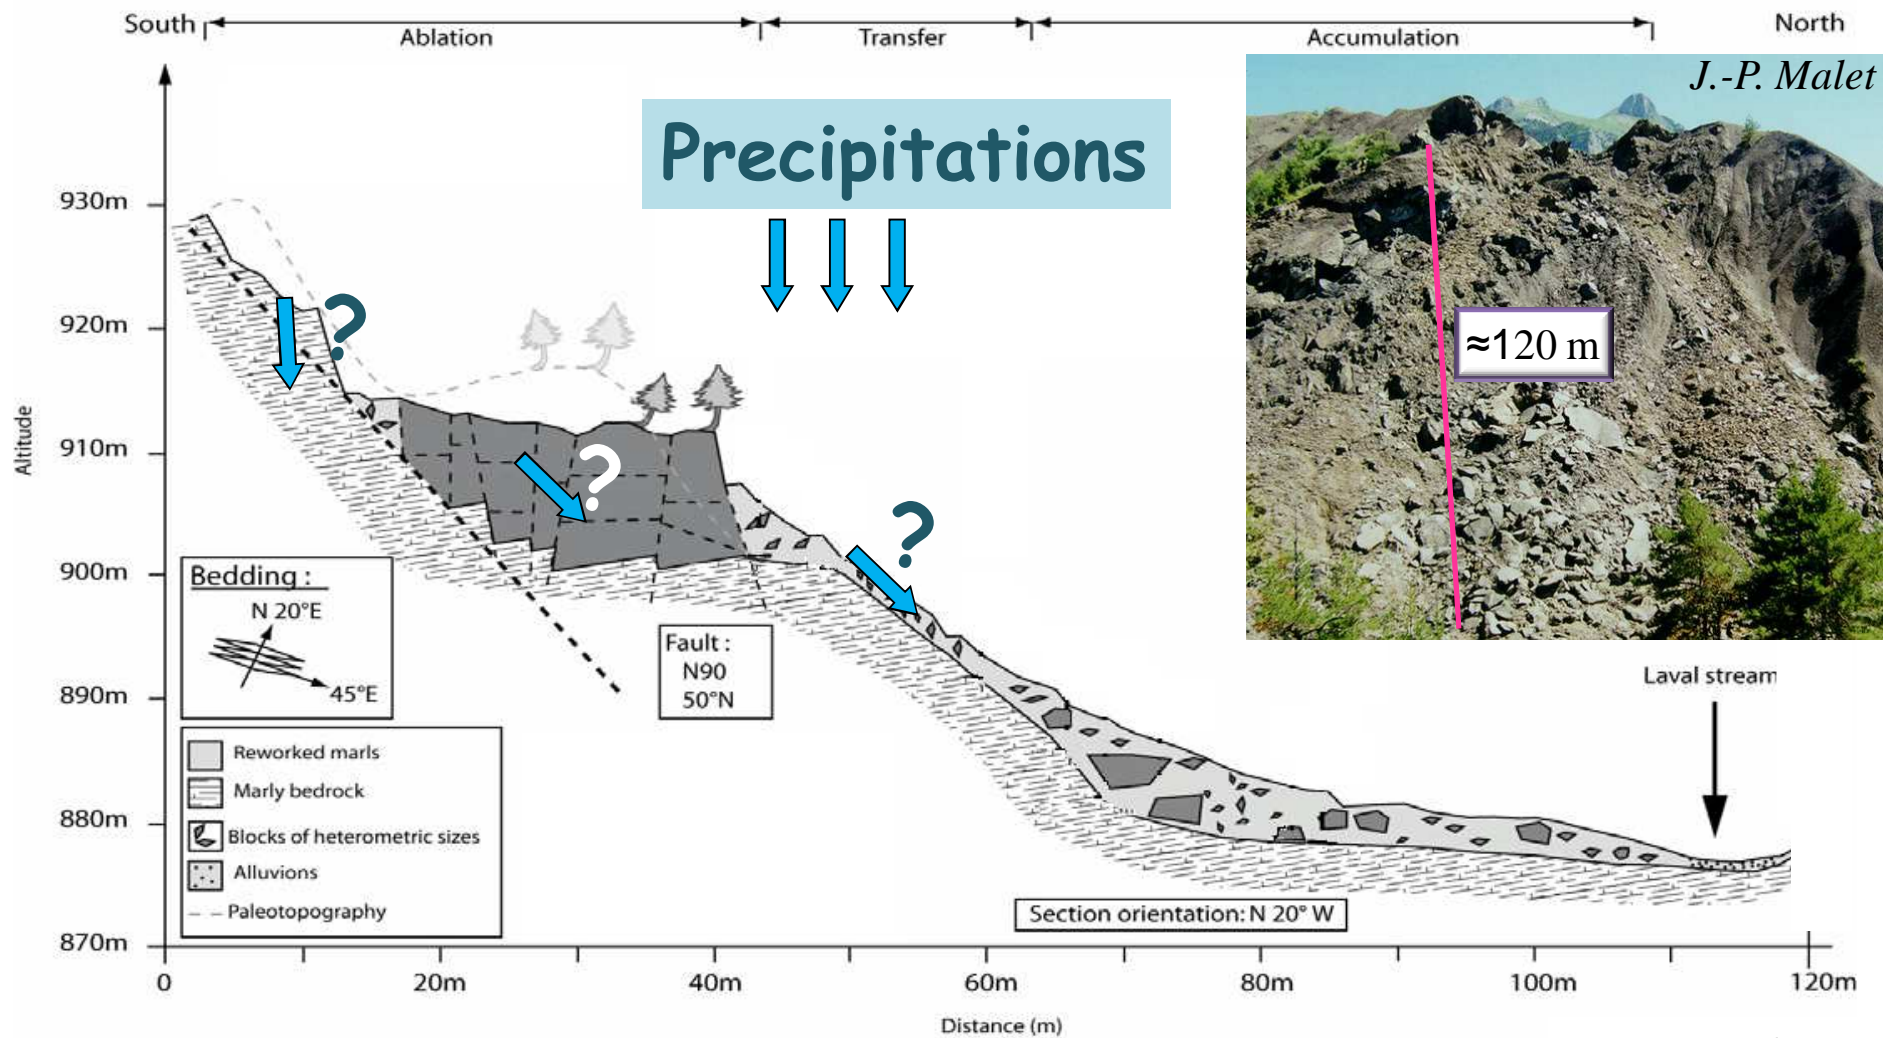 South
Ablation
Transfer
Accumulation
North
J.-P. Malet
Precipitations
≈120 m
?
?
?
Altitude
930m
920m
910m
900m
890m
880m
870m
Bedding :
N 20°E
45°E
Fault :
N90
50°N
Laval stream
Reworked marls
Marly bedrock
Blocks of heterometric sizes
Alluvions
Paleotopography
Section orientation: N 20° W
0
20m
40m
60m
80m
100m
120m
Distance (m)